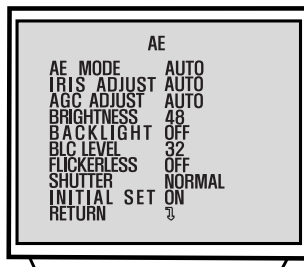 AE
AE MODE AUTO
IRIS ADJUST AUTO
AGC ADJUST AUTO
BRIGHTNESS 48
BACKLIGHT OFF
BLC LEVEL 32
FLICKERLESS OFF
SHUTTER NORMAL
INITIAL SET ON
RETURN ↵